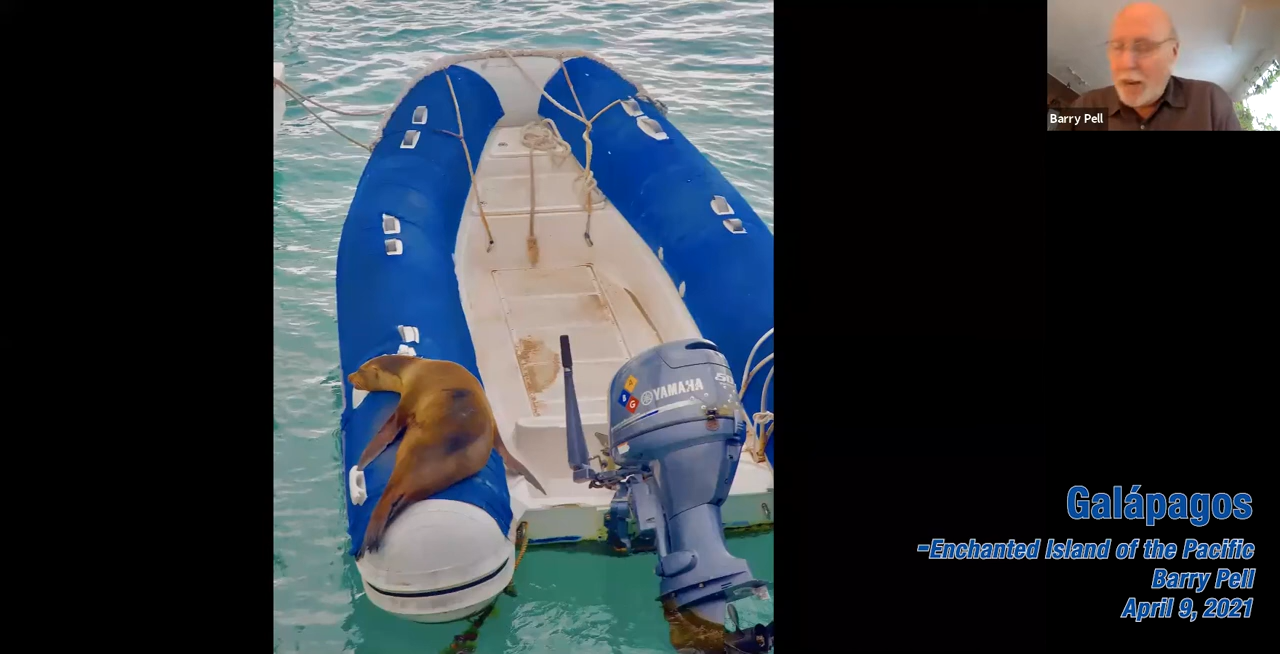 Barry Pell
YAMAHA
G
Galápagos
-Enchanted Island of the Pacific
Barry Pell
April 9, 2021